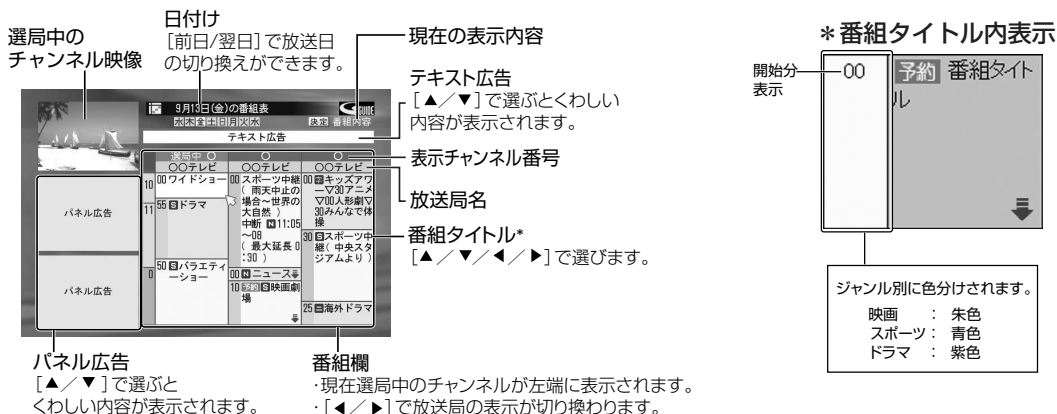 選局中の
チャンネル映像
日付け
[前日/翌日]で放送日
の切り換えができます。
現在の表示内容
テキスト広告
[▲/▼]で選ぶとくわしい
内容が表示されます。
表示チャンネル番号
放送局名
番組タイトル*
[▲/▼/◀/▶]で選びます。
9月13日(金)の番組表
G GUIDE
水木金土日月火水
決定 番組内容
テキスト広告
選局中 ○
○
○
○○テレビ
○○テレビ
○○テレビ
パネル広告
パネル広告
10
11
0
00 ワイドショー
55 S ドラマ
50 S バラエティ
ーショー
00 スポーツ中継
( 雨天中止の
場合~世界の
大自然 )
中断 N 11:05
~08
( 最大延長 0
:30 )
00 N ニュース
10 予約 S 映画劇
場
キッズアワ
ー▽30アニメ
▽00人形劇▽
30みんなで体
操
30 S スポーツ中
継( 中央スタ
ジアムより )
海外ドラマ
パネル広告
[▲/▼]で選ぶと
くわしい内容が表示されます。
番組欄
・現在選局中のチャンネルが左端に表示されます。
・[◀/▶]で放送局の表示が切り換わります。
*番組タイトル内表示
開始分
表示
00
予約 番組タイト
ル
ジャンル別に色分けされます。
映画 : 朱色
スポーツ: 青色
ドラマ : 紫色